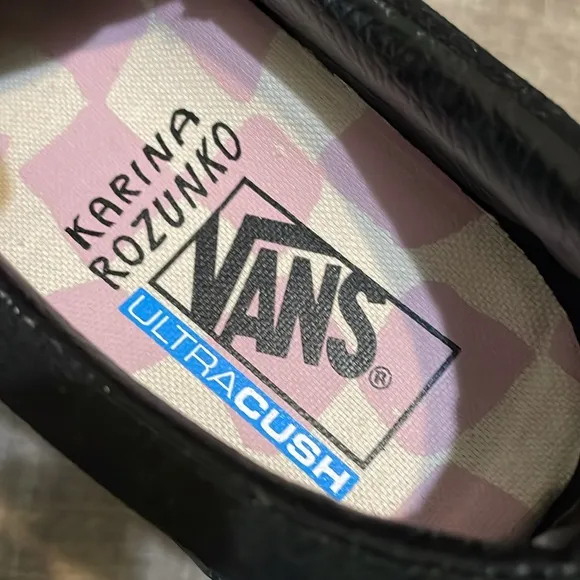 KARINA
ROZUNKO
VANS®
ULTRACUSH